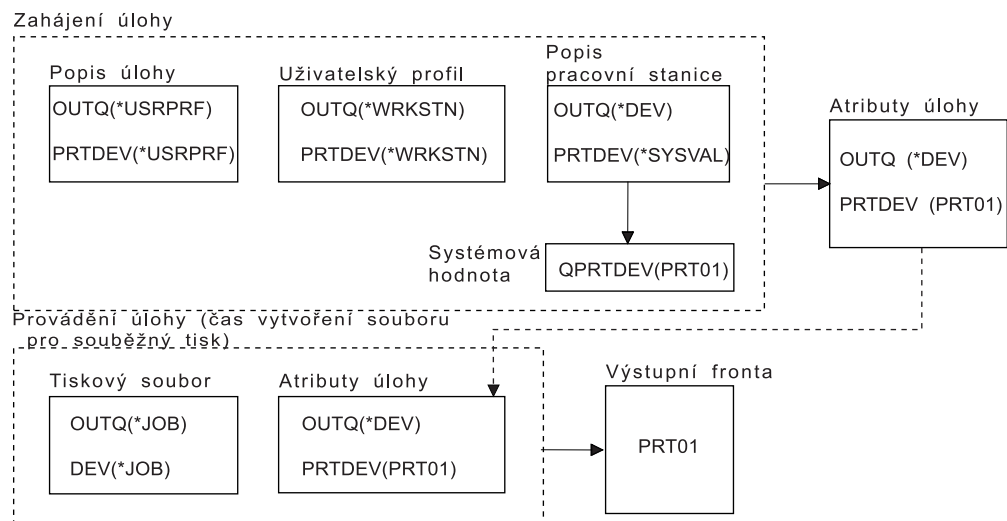 Zahájení úlohy
Popis úlohy
OUTQ(*USRPRF)
PRTDEV(*USRPRF)
Uživatelský profil
OUTQ(*WRKSTN)
PRTDEV(*WRKSTN)
Popis
pracovní stanice
OUTQ(*DEV)
PRTDEV(*SYSVAL)
Systémová
hodnota
QPRTDEV(PRT01)
Atributy úlohy
OUTQ (*DEV)
PRTDEV (PRT01)
Provádění úlohy (čas vytvoření souboru
pro souběžný tisk)
Tiskový soubor
OUTQ(*JOB)
DEV(*JOB)
Atributy úlohy
OUTQ(*DEV)
PRTDEV(PRT01)
Výstupní fronta
PRT01